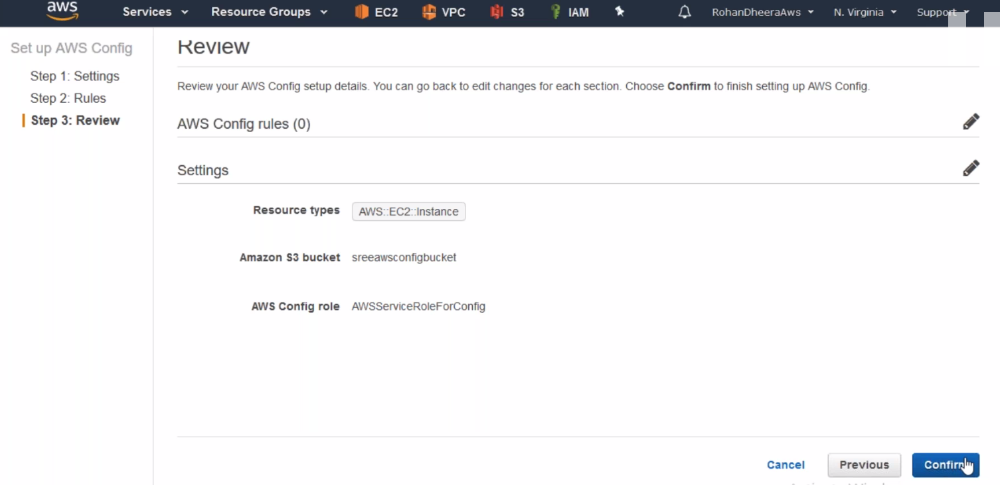 aws Services Resource Groups EC2 VPC S3 IAM RohanDheeraAws N. Virginia Support
Set up AWS Config
Step 1: Settings
Step 2: Rules
Step 3: Review
Review
Review your AWS Config setup details. You can go back to edit changes for each section. Choose Confirm to finish setting up AWS Config.
AWS Config rules (0)
Settings
Resource types AWS::EC2::Instance
Amazon S3 bucket sreeawsconfigbucket
AWS Config role AWSServiceRoleForConfig
Cancel Previous Confirm